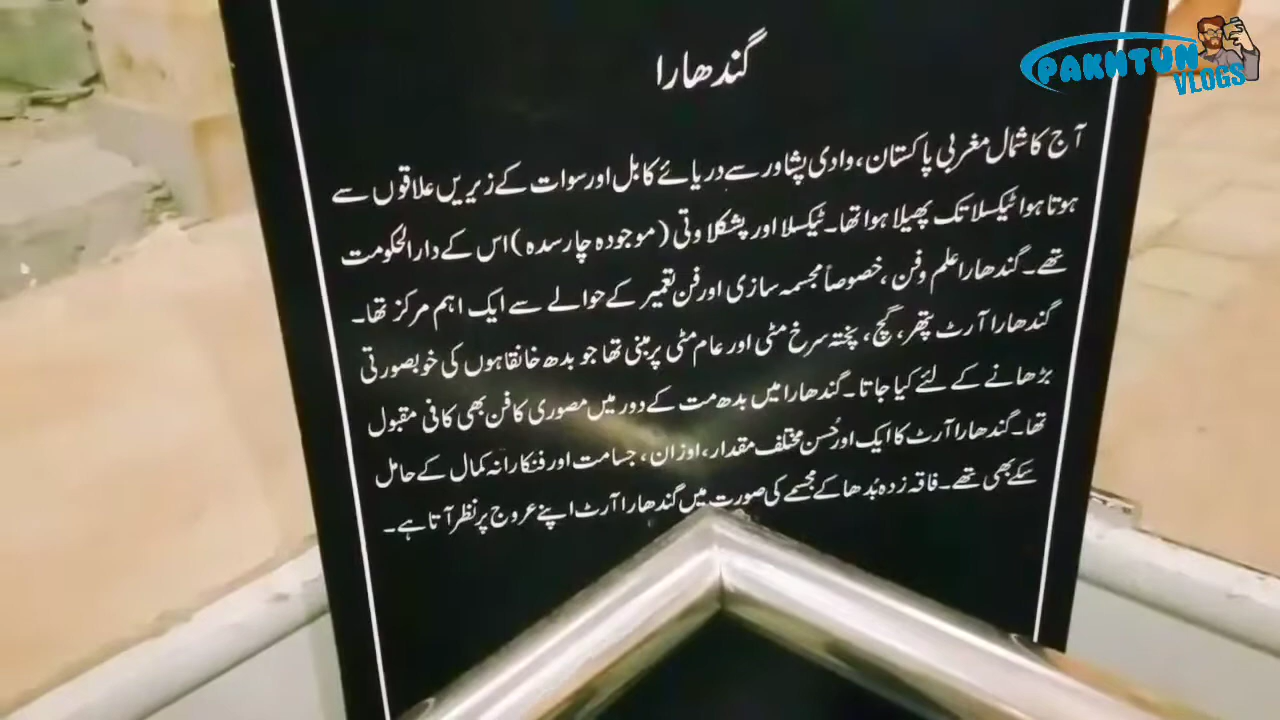 گندھارا
آج کا شمال مغربی پاکستان، وادی پشاور سے دریائے کابل اور سوات کے زیریں علاقوں سے
ہوتا ہوا ٹیکسلا تک پھیلا ہوا تھا۔ ٹیکسلا اور پشکلاوتی (موجودہ چارسدہ) اس کے دارالحکومت
تھے۔ گندھارا علم و فن، خصوصاً مجسمہ سازی اور فن تعمیر کے حوالے سے ایک اہم مرکز تھا۔
گندھارا آرٹ پتھر، گچ، پختہ سرخ مٹی اور عام مٹی پر مبنی تھا جو بدھ خانقاہوں کی خوبصورتی
بڑھانے کے لئے کیا جاتا۔ گندھارا میں بدھ مت کے دور میں مصوری کا فن بھی کافی مقبول
تھا۔ گندھارا آرٹ کا ایک اور حُسن مختلف مقدار، اوزان، جسامت اور فنکارانہ کمال کے حامل
سکے بھی تھے۔ فاقہ زدہ بُدھا کے مجسمے کی صورت میں گندھارا آرٹ اپنے عروج پر نظر آتا ہے۔
PAKHTUN
VLOGS